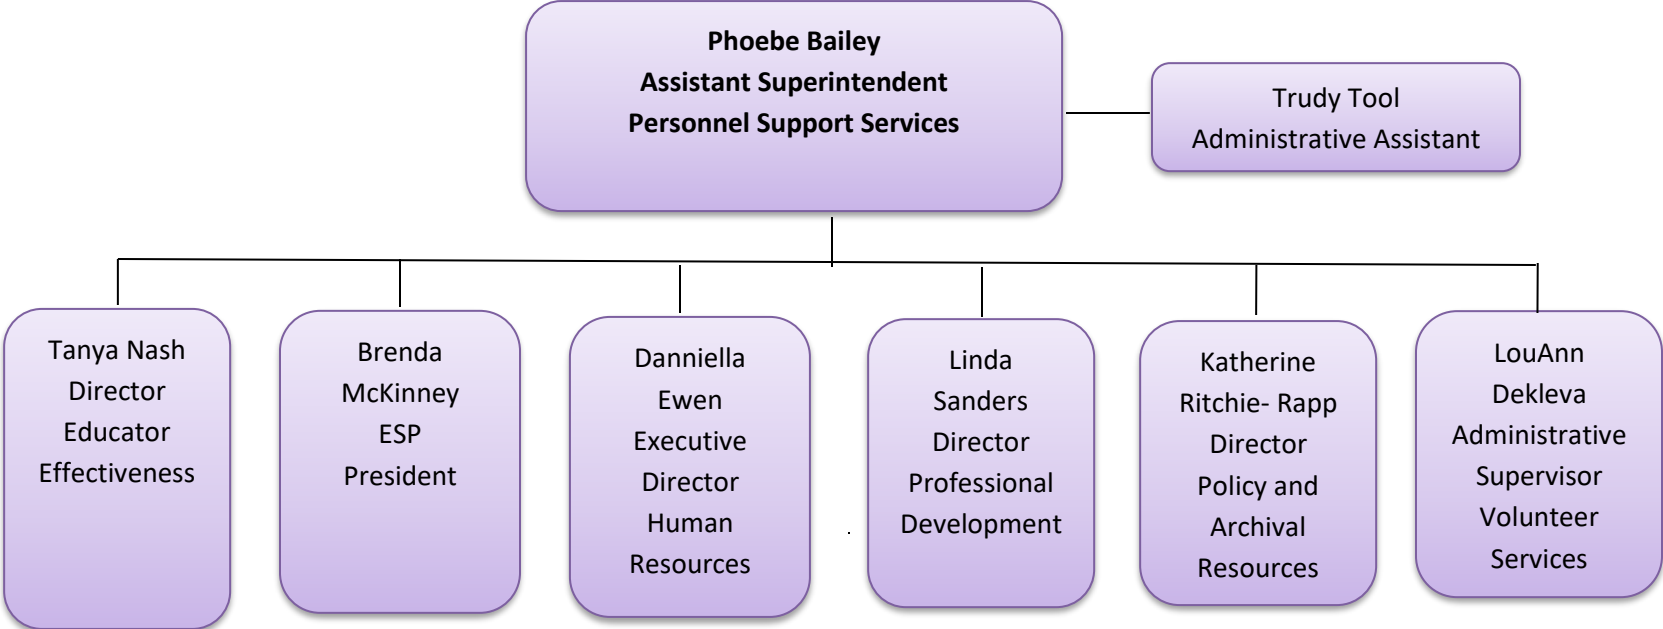 Phoebe Bailey
Assistant Superintendent
Personnel Support Services
Trudy Tool
Administrative Assistant
Tanya Nash
Director
Educator
Effectiveness
Brenda
McKinney
ESP
President
Danniella
Ewen
Executive
Director
Human
Resources
.
Linda
Sanders
Director
Professional
Development
Katherine
Ritchie- Rapp
Director
Policy and
Archival
Resources
LouAnn
Dekleva
Administrative
Supervisor
Volunteer
Services